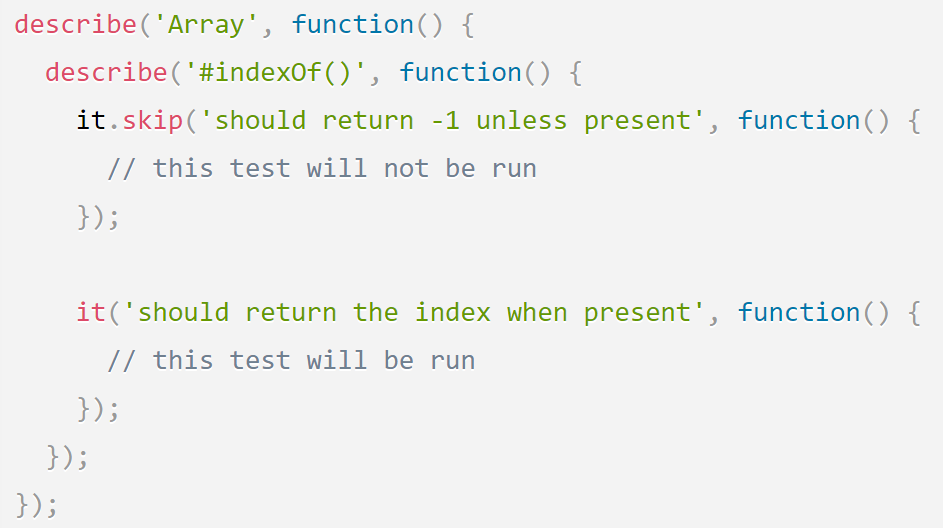 describe('Array', function() {
  describe('#indexOf()', function() {
    it.skip('should return -1 unless present', function() {
      // this test will not be run
    });

    it('should return the index when present', function() {
      // this test will be run
    });
  });
});